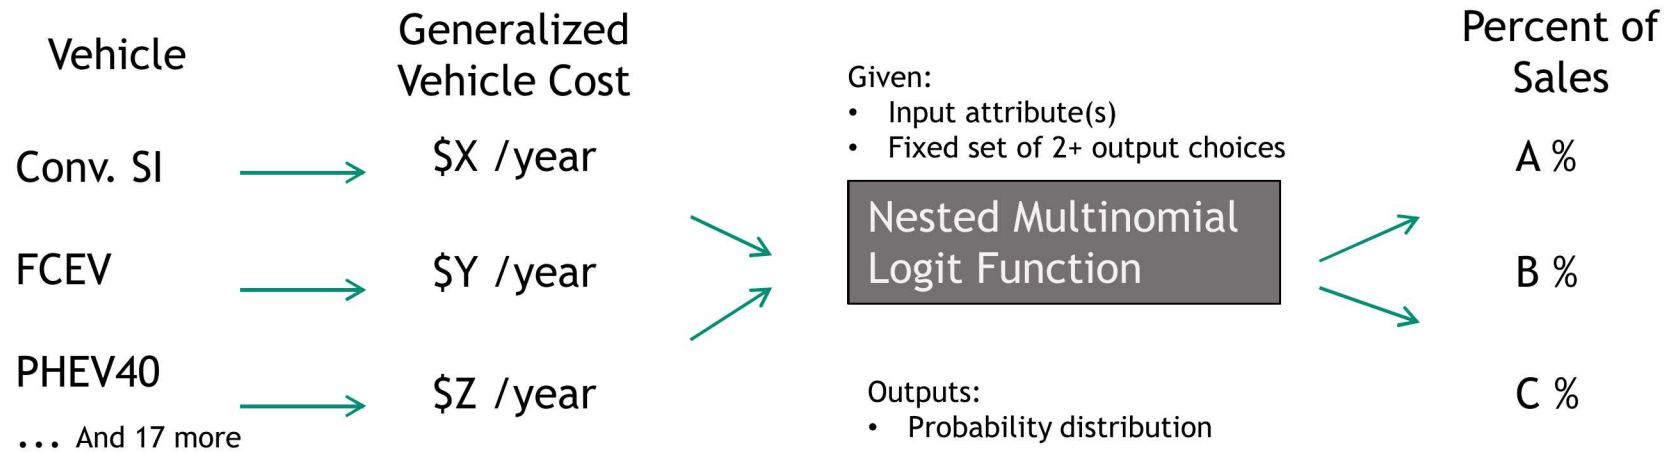 Vehicle
Conv. SI
FCEV
PHEV40
... And 17 more
Generalized
Vehicle Cost
$X /year
$Y /year
$Z /year
Given:
• Input attribute(s)
• Fixed set of 2+ output choices
Nested Multinomial
Logit Function
Outputs:
• Probability distribution
Percent of
Sales
A %
B %
C %